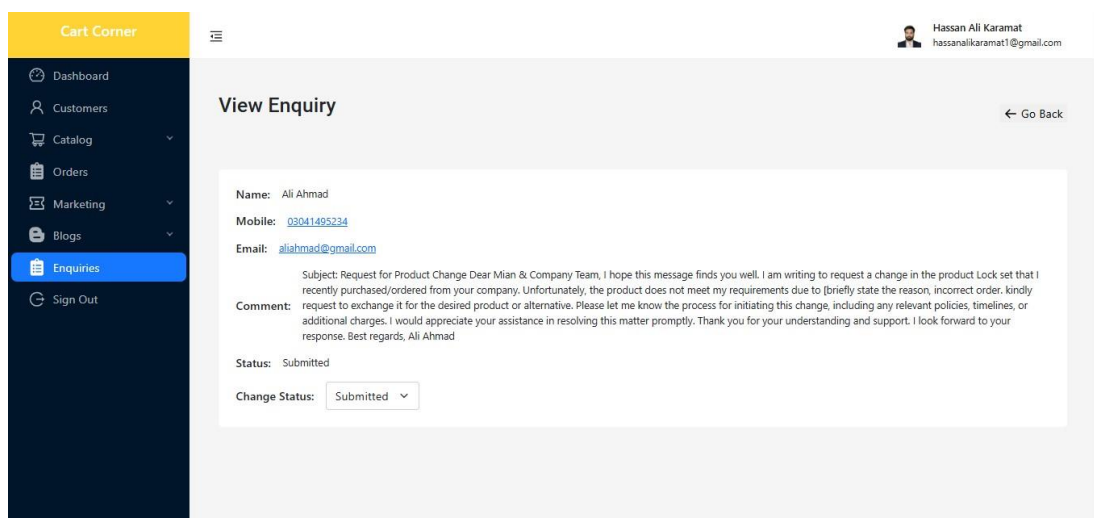 Cart Corner
Hassan Ali Karamat
hassanalikaramat1@gmail.com
Dashboard
Customers
Catalog
Orders
Marketing
Blogs
Enquiries
Sign Out
View Enquiry
Go Back
Name: Ali Ahmad
Mobile: 03041495234
Email: aliahmad@gmail.com
Subject: Request for Product Change Dear Mian & Company Team, I hope this message finds you well. I am writing to request a change in the product Lock set that I
recently purchased/ordered from your company. Unfortunately, the product does not meet my requirements due to [briefly state the reason, incorrect order. kindly
Comment: request to exchange it for the desired product or alternative. Please let me know the process for initiating this change, including any relevant policies, timelines, or
additional charges. I would appreciate your assistance in resolving this matter promptly. Thank you for your understanding and support. I look forward to your
response. Best regards, Ali Ahmad
Status: Submitted
Change Status: Submitted